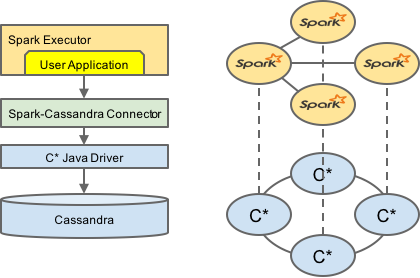 Spark Executor
User Application
Spark-Cassandra Connector
C* Java Driver
Cassandra
Spark
Spark
Spark
Spark
C*
C*
C*
C*